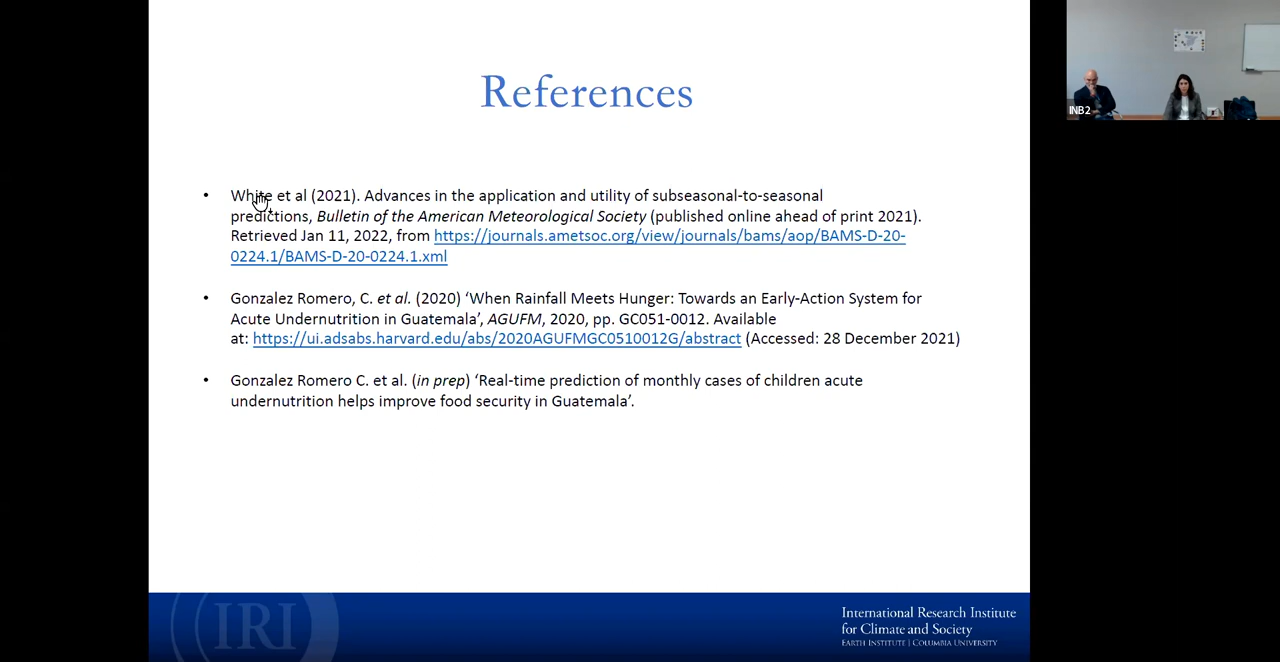 References
• White et al (2021). Advances in the application and utility of subseasonal-to-seasonal
predictions, Bulletin of the American Meteorological Society (published online ahead of print 2021).
Retrieved Jan 11, 2022, from https://journals.ametsoc.org/view/journals/bams/aop/BAMS-D-20-
0224.1/BAMS-D-20-0224.1.xml
• Gonzalez Romero, C. et al. (2020) ‘When Rainfall Meets Hunger: Towards an Early-Action System for
Acute Undernutrition in Guatemala’, AGUFM, 2020, pp. GC051-0012. Available
at: https://ui.adsabs.harvard.edu/abs/2020AGUFMGC0510012G/abstract (Accessed: 28 December 2021)
• Gonzalez Romero C. et al. (in prep) ‘Real-time prediction of monthly cases of children acute
undernutrition helps improve food security in Guatemala’.
IRI
International Research Institute
for Climate and Society
EARTH INSTITUTE | COLUMBIA UNIVERSITY
INB2